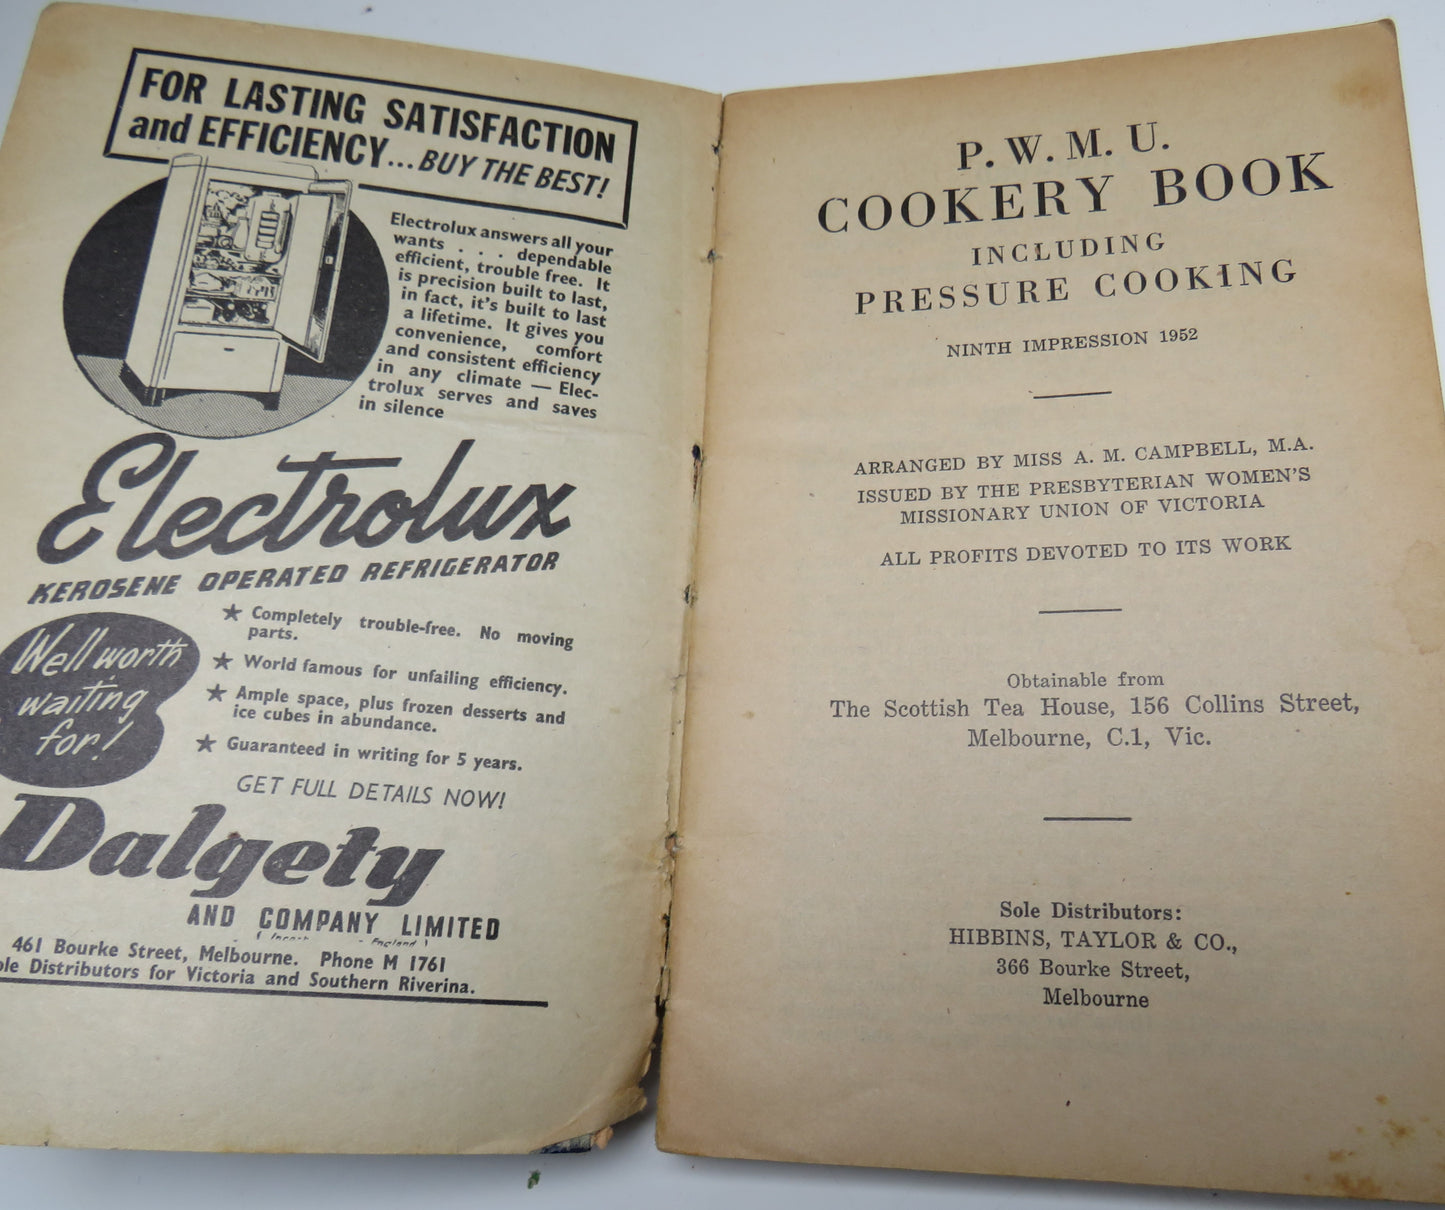 FOR LASTING SATISFACTION
and EFFICIENCY...BUY THE BEST!
Electrolux answers all your
wants . . dependable
efficient, trouble free. It
is precision built to last,
in fact, it's built to last
a lifetime. It gives you
convenience, comfort
and consistent efficiency
in any climate — Elec-
trolux serves and saves
in silence
Electrolux
KEROSENE OPERATED REFRIGERATOR
Well worth
waiting
for!
★ Completely trouble-free. No moving
parts.
★ World famous for unfailing efficiency.
★ Ample space, plus frozen desserts and
ice cubes in abundance.
★ Guaranteed in writing for 5 years.
GET FULL DETAILS NOW!
Dalgety
AND COMPANY LIMITED
England)
461 Bourke Street, Melbourne. Phone M 1761
Distributors for Victoria and Southern Riverina.
P. W. M. U.
COOKERY BOOK
INCLUDING
PRESSURE COOKING
NINTH IMPRESSION 1952
ARRANGED BY MISS A. M. CAMPBELL, M.A.
ISSUED BY THE PRESBYTERIAN WOMEN'S
MISSIONARY UNION OF VICTORIA
ALL PROFITS DEVOTED TO ITS WORK
Obtainable from
The Scottish Tea House, 156 Collins Street,
Melbourne, C.1, Vic.
Sole Distributors:
HIBBINS, TAYLOR & CO.,
366 Bourke Street,
Melbourne